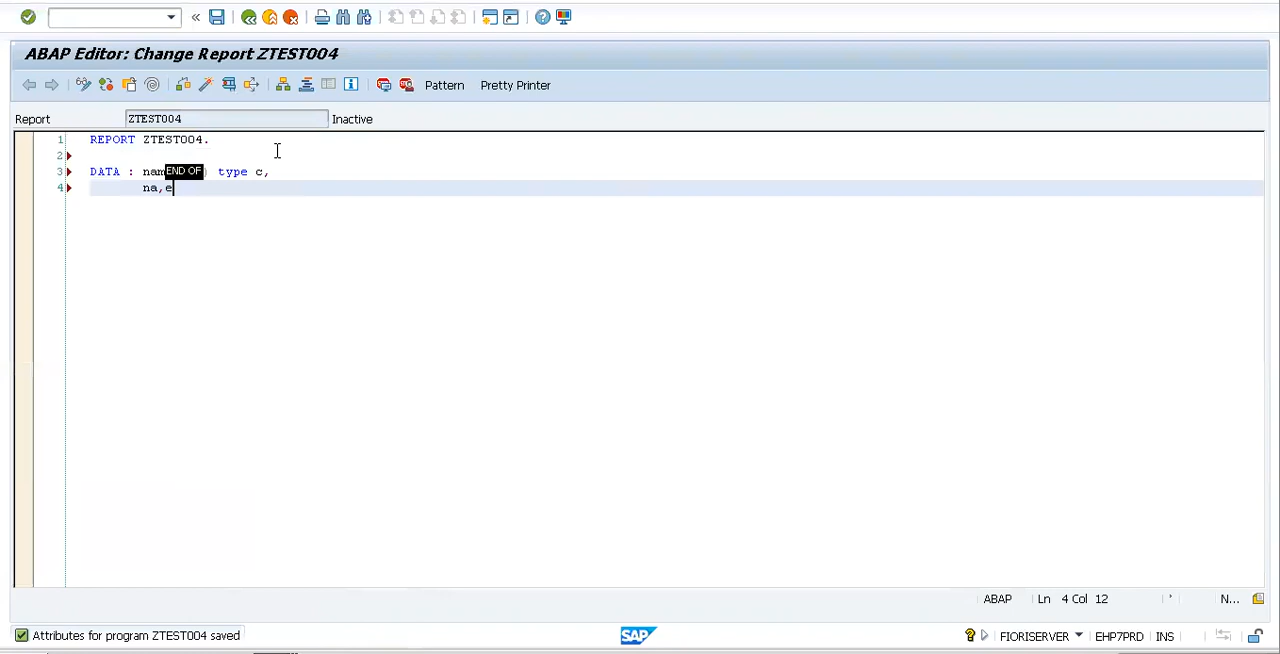 ABAP Editor: Change Report ZTEST004
Pattern Pretty Printer
Report ZTEST004 Inactive
1 REPORT ZTEST004.
2
3 DATA : nam END OF ) type c,
4 na,e
ABAP Ln 4 Col 12 ' N...
Attributes for program ZTEST004 saved SAP FIORISERVER EHP7PRD INS